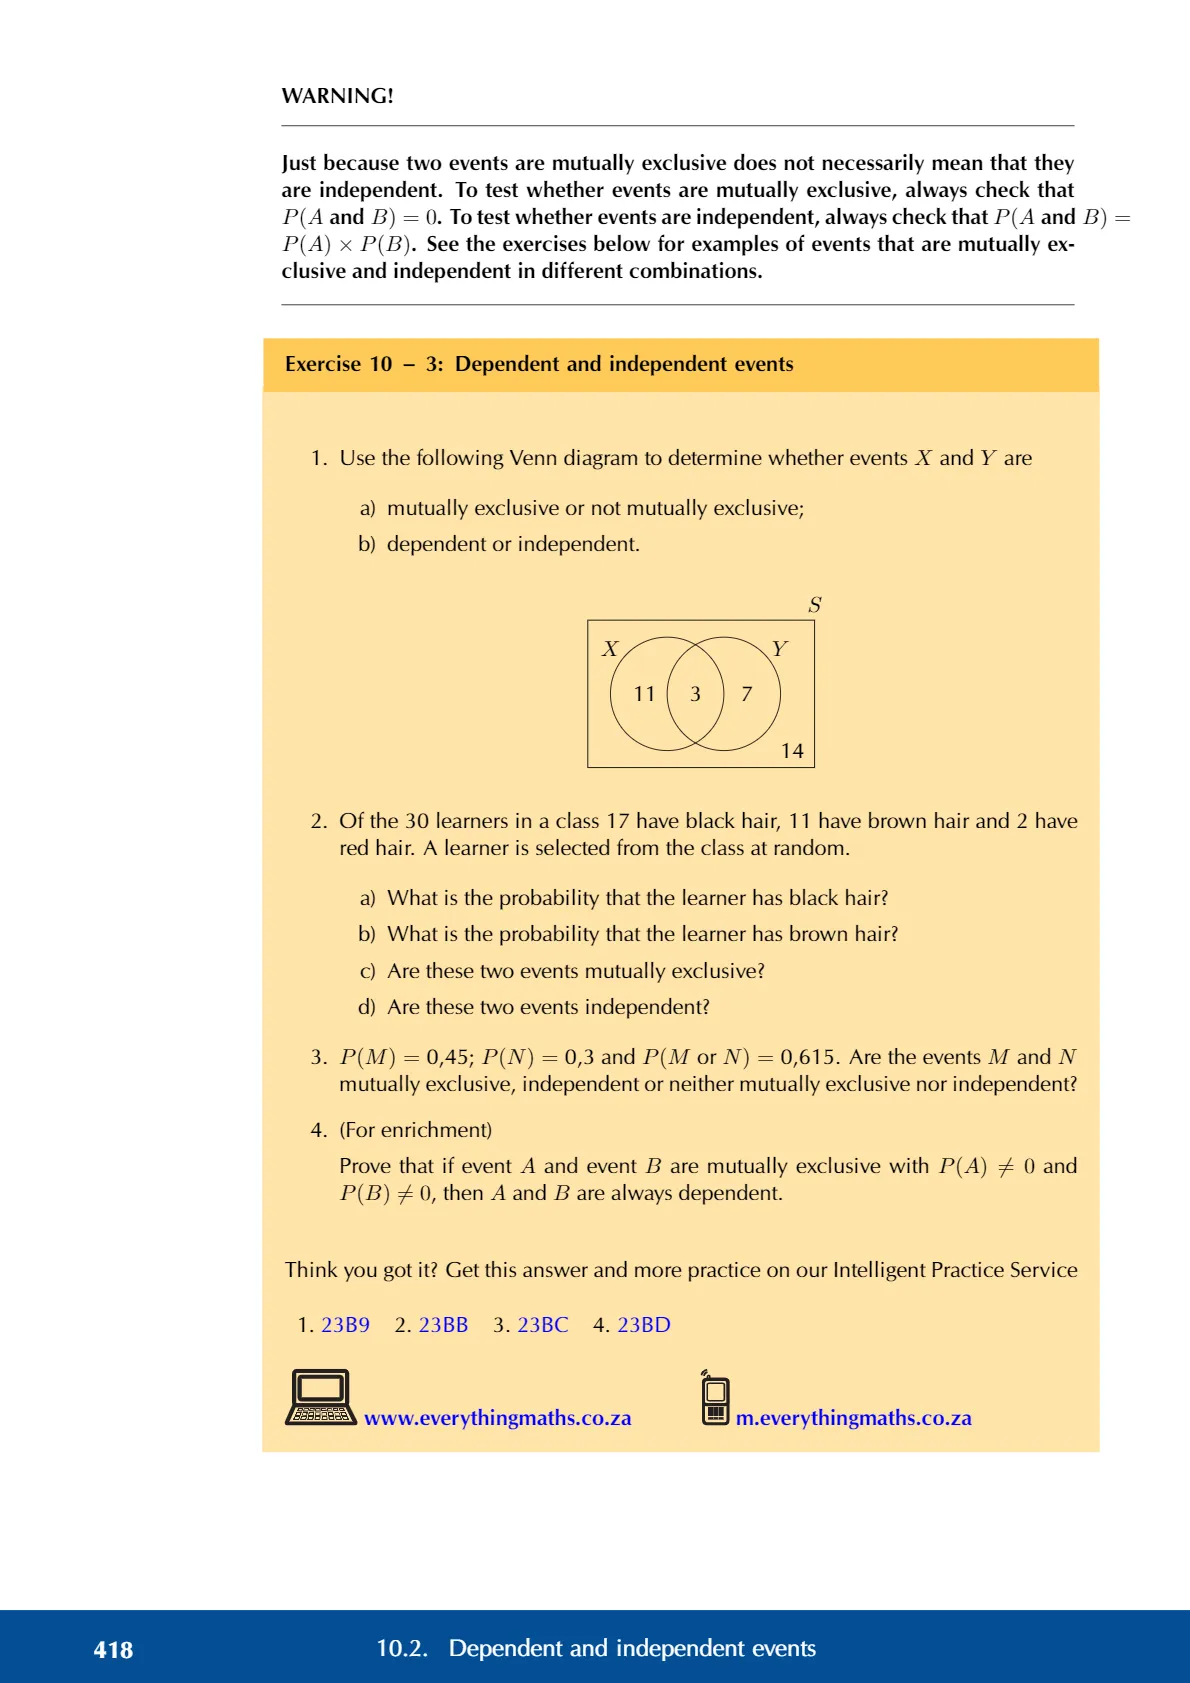 WARNING!
Just because two events are mutually exclusive does not necessarily mean that they
are independent. To test whether events are mutually exclusive, always check that
P(A and B) = 0. To test whether events are independent, always check that P(A and B) =
P(A) × P(B). See the exercises below for examples of events that are mutually ex-
clusive and independent in different combinations.
Exercise 10 – 3: Dependent and independent events
1. Use the following Venn diagram to determine whether events X and Y are
a) mutually exclusive or not mutually exclusive;
b) dependent or independent.
S
X Y
11 3 7
14
2. Of the 30 learners in a class 17 have black hair, 11 have brown hair and 2 have
red hair. A learner is selected from the class at random.
a) What is the probability that the learner has black hair?
b) What is the probability that the learner has brown hair?
c) Are these two events mutually exclusive?
d) Are these two events independent?
3. P(M) = 0,45; P(N) = 0,3 and P(M or N) = 0,615. Are the events M and N
mutually exclusive, independent or neither mutually exclusive nor independent?
4. (For enrichment)
Prove that if event A and event B are mutually exclusive with P(A) ≠ 0 and
P(B) ≠ 0, then A and B are always dependent.
Think you got it? Get this answer and more practice on our Intelligent Practice Service
1. 23B9 2. 23BB 3. 23BC 4. 23BD
www.everythingmaths.co.za m.everythingmaths.co.za
418 10.2. Dependent and independent events